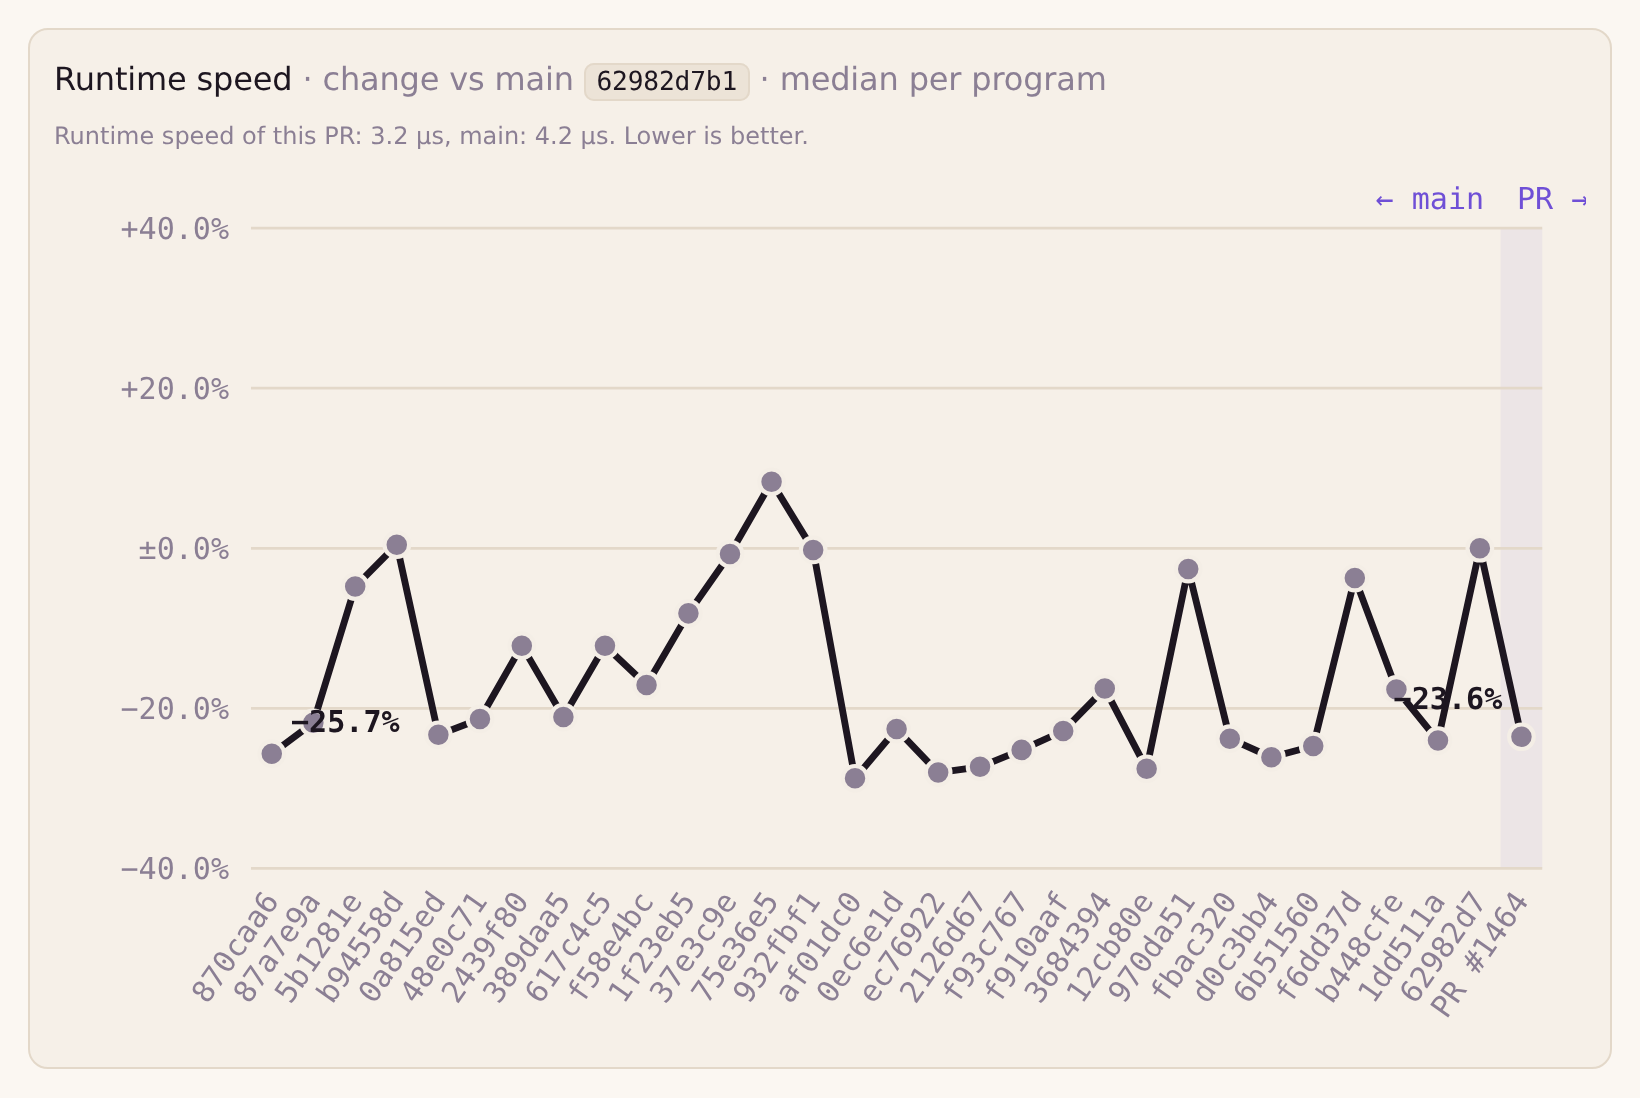 Runtime speed · change vs main 62982d7b1 · median per program
Runtime speed of this PR: 3.2 µs, main: 4.2 µs. Lower is better.
← main PR →
+40.0%
+20.0%
±0.0%
−20.0%
−40.0%
−25.7%
−23.6%
870caa6
87a7e9a
5b1281e
b94558d
0a815ed
48e0c71
2439f80
389daa5
617c4c5
f58e4bc
1f23eb5
37e3c9e
75e36e5
932fbf1
af01dc0
0ec6e1d
ec76922
2126d67
f93c767
f910aaf
3684394
12cb80e
970da51
fbac320
d0c3bb4
6b51560
f6dd37d
b448cfe
1dd511a
62982d7
PR #1464